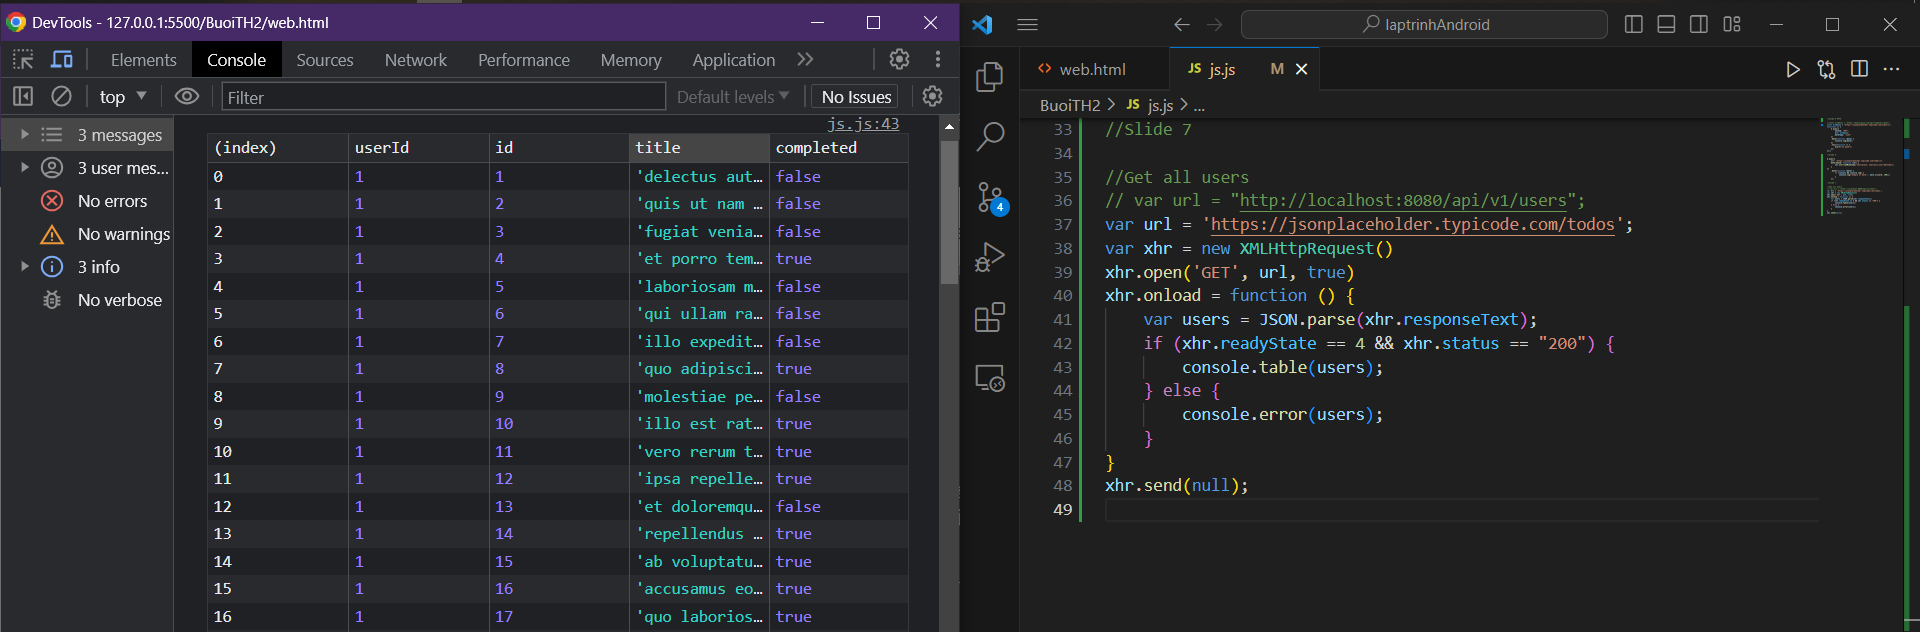 DevTools - 127.0.0.1:5500/BuoiTH2/web.html
Elements Console Sources Network Performance Memory Application
top Filter Default levels No Issues
3 messages
3 user mes...
No errors
No warnings
3 info
No verbose
js.js:43
(index) userId id title completed
0 1 1 'delectus aut... false
1 1 2 'quis ut nam ... false
2 1 3 'fugiat venia... false
3 1 4 'et porro tem... true
4 1 5 'laboriosam m... false
5 1 6 'qui ullam ra... false
6 1 7 'illo expedit... false
7 1 8 'quo adipisci... true
8 1 9 'molestiae pe... false
9 1 10 'illo est rat... true
10 1 11 'vero rerum t... true
11 1 12 'ipsa repelle... true
12 1 13 'et doloremqu... false
13 1 14 'repellendus ... true
14 1 15 'ab voluptatu... true
15 1 16 'accusamus eo... true
16 1 17 'quo laborios... true
laptrinhAndroid
web.html JS js.js M
BuoiTH2 > JS js.js > ...
4
33 //Slide 7
34
35 //Get all users
36 // var url = "http://localhost:8080/api/v1/users";
37 var url = 'https://jsonplaceholder.typicode.com/todos';
38 var xhr = new XMLHttpRequest()
39 xhr.open('GET', url, true)
40 xhr.onload = function () {
41 var users = JSON.parse(xhr.responseText);
42 if (xhr.readyState == 4 && xhr.status == "200") {
43 console.table(users);
44 } else {
45 console.error(users);
46 }
47 }
48 xhr.send(null);
49